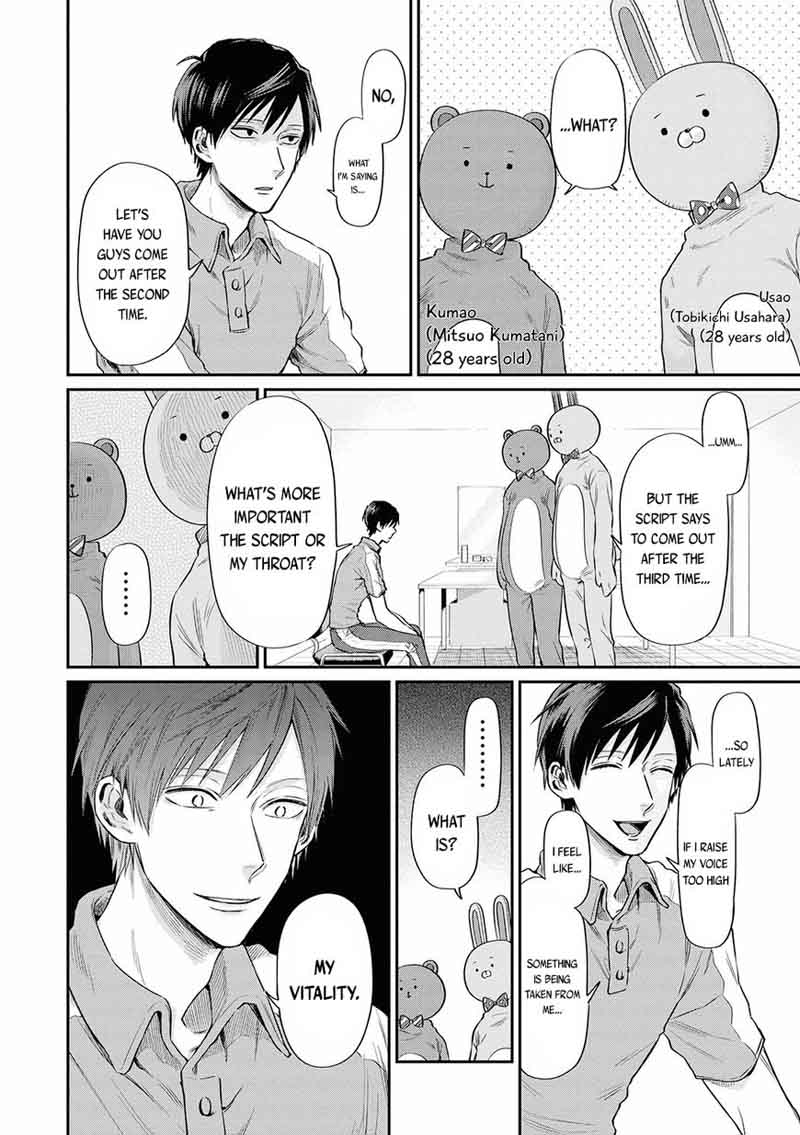 ...WHAT?
Usao
(Tobikichi Usahara)
(28 years old)
Kumao
(Mitsuo Kumatani)
(28 years old)
NO,
WHAT
I'M SAYING
IS...
LET'S
HAVE YOU
GUYS COME
OUT AFTER
THE SECOND
TIME.
...UMM...
BUT THE
SCRIPT SAYS
TO COME OUT
AFTER THE
THIRD TIME...
WHAT'S MORE
IMPORTANT
THE SCRIPT OR
MY THROAT?
.....
...SO
LATELY
IF I RAISE
MY VOICE
TOO HIGH
I FEEL
LIKE...
SOMETHING
IS BEING
TAKEN FROM
ME...
......
WHAT
IS?
MY
VITALITY.